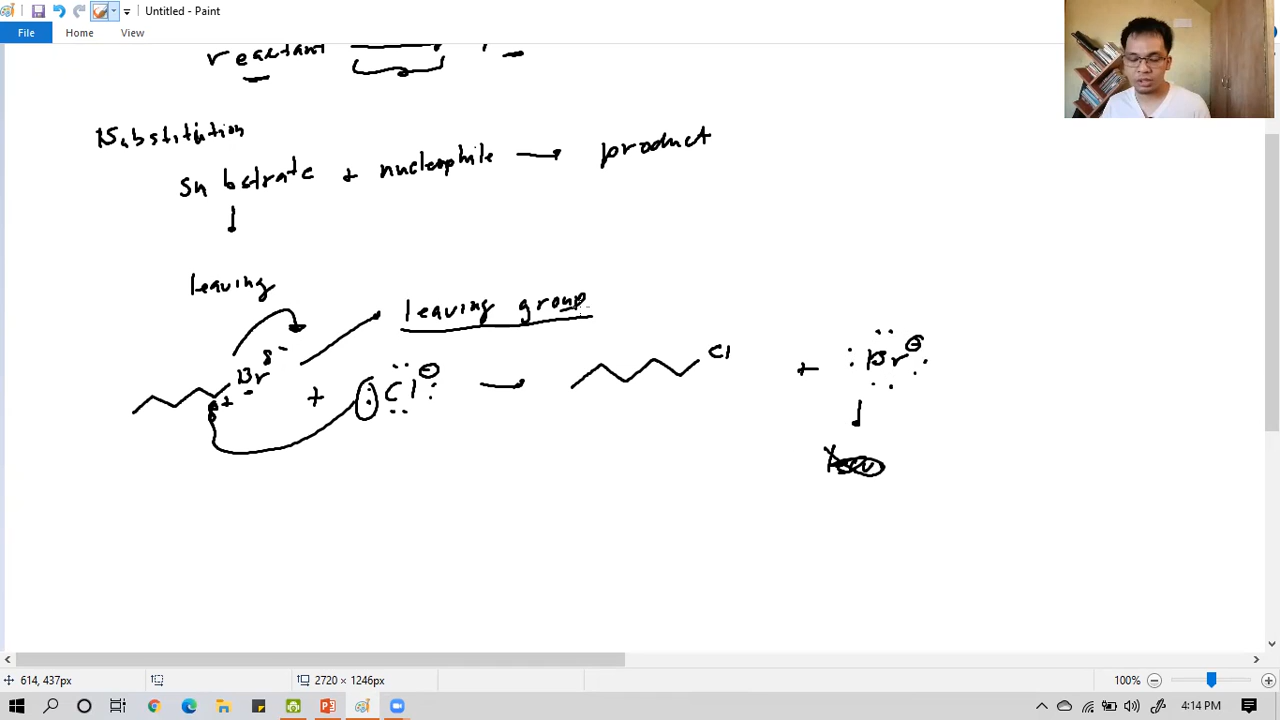 Untitled - Paint
File Home View
reactant
Substitution
substrate + nucleophile → product
leaving
leaving group
Br δ- + Cl ⊖ → Cl + Br ⊖
δ+
614, 437px
2720 × 1246px
100%
4:14 PM